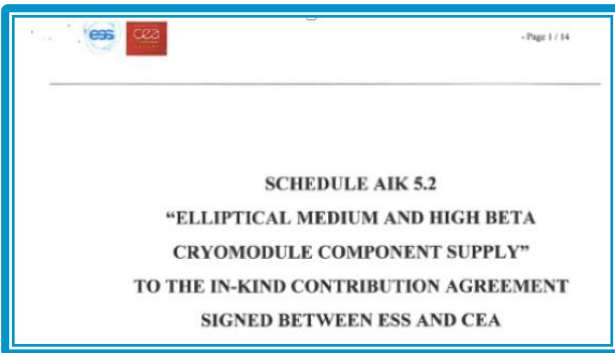 ess
cea
- Page 1 / 14
SCHEDULE AIK 5.2
“ELLIPTICAL MEDIUM AND HIGH BETA
CRYOMODULE COMPONENT SUPPLY”
TO THE IN-KIND CONTRIBUTION AGREEMENT
SIGNED BETWEEN ESS AND CEA